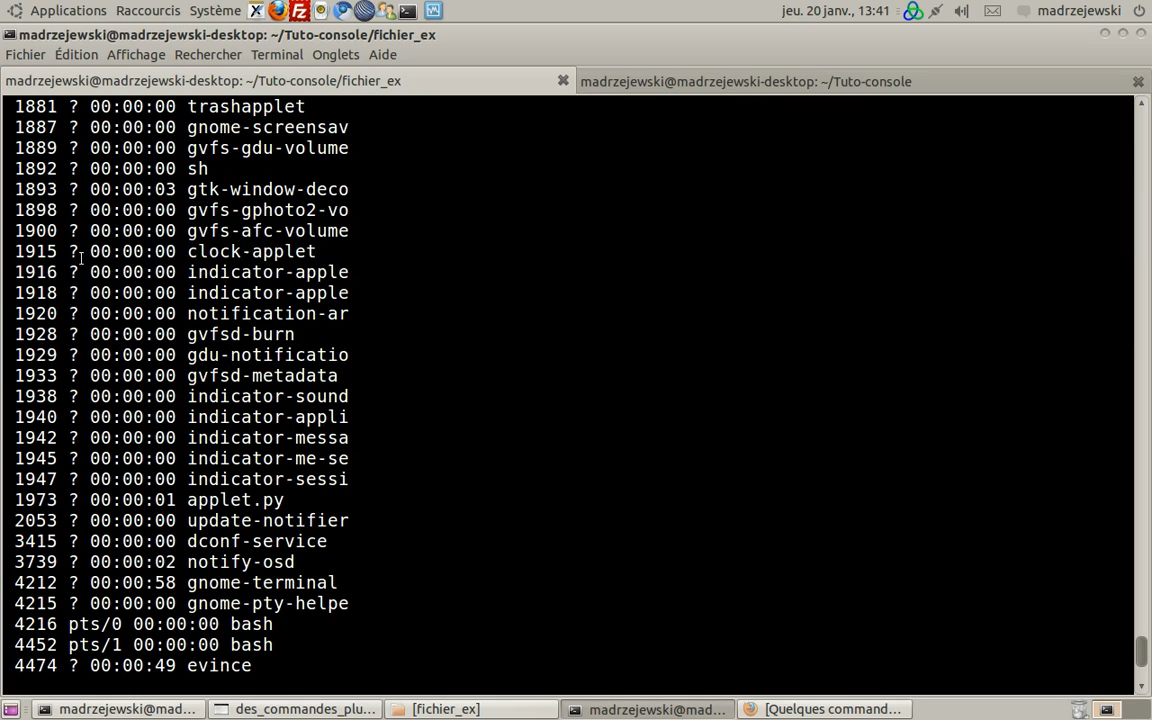 Applications Raccourcis Système jeu. 20 janv., 13:41 madrzejewski
madrzejewski@madrzejewski-desktop: ~/Tuto-console/fichier_ex
Fichier Édition Affichage Rechercher Terminal Onglets Aide
madrzejewski@madrzejewski-desktop: ~/Tuto-console/fichier_ex madrzejewski@madrzejewski-desktop: ~/Tuto-console
1881 ? 00:00:00 trashapplet
1887 ? 00:00:00 gnome-screensav
1889 ? 00:00:00 gvfs-gdu-volume
1892 ? 00:00:00 sh
1893 ? 00:00:03 gtk-window-deco
1898 ? 00:00:00 gvfs-gphoto2-vo
1900 ? 00:00:00 gvfs-afc-volume
1915 ? 00:00:00 clock-applet
1916 ? 00:00:00 indicator-apple
1918 ? 00:00:00 indicator-apple
1920 ? 00:00:00 notification-ar
1928 ? 00:00:00 gvfsd-burn
1929 ? 00:00:00 gdu-notificatio
1933 ? 00:00:00 gvfsd-metadata
1938 ? 00:00:00 indicator-sound
1940 ? 00:00:00 indicator-appli
1942 ? 00:00:00 indicator-messa
1945 ? 00:00:00 indicator-me-se
1947 ? 00:00:00 indicator-sessi
1973 ? 00:00:01 applet.py
2053 ? 00:00:00 update-notifier
3415 ? 00:00:00 dconf-service
3739 ? 00:00:02 notify-osd
4212 ? 00:00:58 gnome-terminal
4215 ? 00:00:00 gnome-pty-helpe
4216 pts/0 00:00:00 bash
4452 pts/1 00:00:00 bash
4474 ? 00:00:49 evince
madrzejewski@mad... des_commandes_plu... [fichier_ex] madrzejewski@mad... [Quelques command...